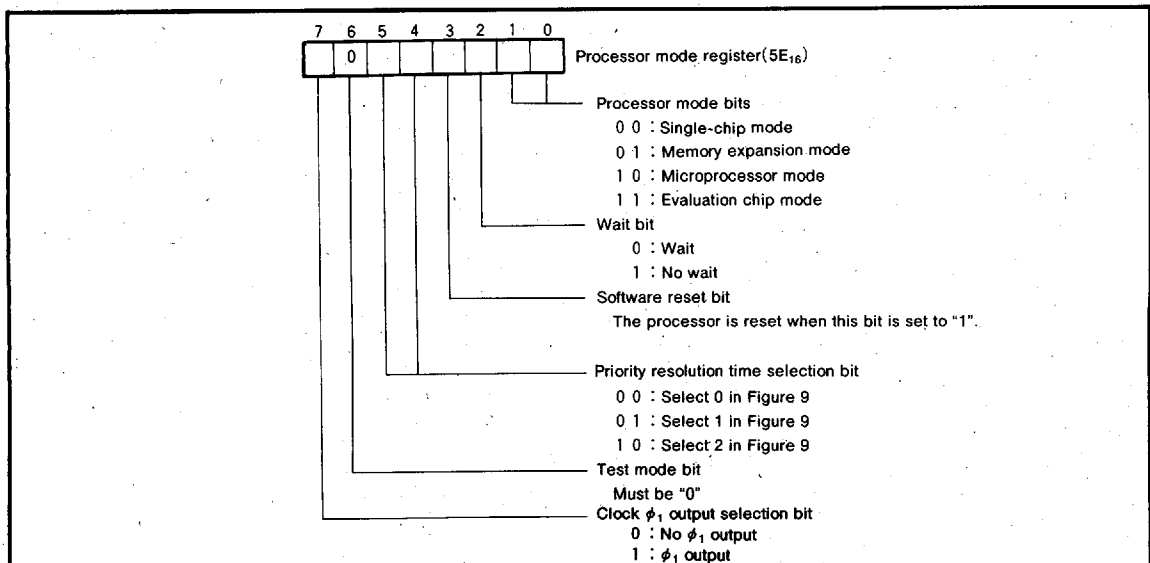 7 6 5 4 3 2 1 0
0
Processor mode register(5E₁₆)
Processor mode bits
0 0 : Single-chip mode
0 1 : Memory expansion mode
1 0 : Microprocessor mode
1 1 : Evaluation chip mode
Wait bit
0 : Wait
1 : No wait
Software reset bit
The processor is reset when this bit is set to “1”.
Priority resolution time selection bit
0 0 : Select 0 in Figure 9
0 1 : Select 1 in Figure 9
1 0 : Select 2 in Figure 9
Test mode bit
Must be “0”
Clock ϕ₁ output selection bit
0 : No ϕ₁ output
1 : ϕ₁ output